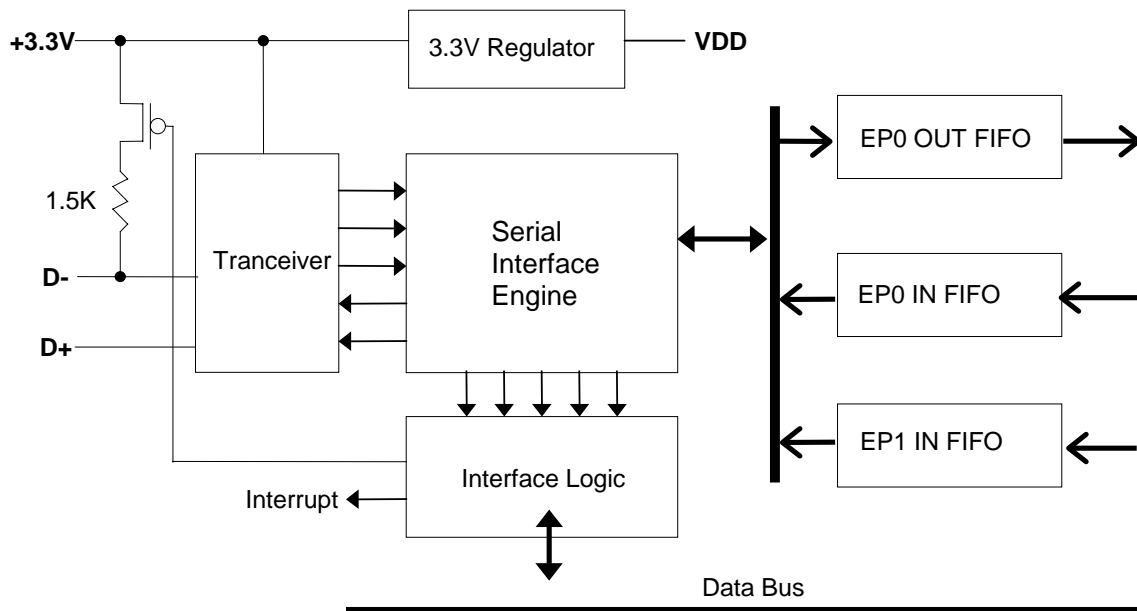 +3.3V
3.3V Regulator
VDD
EP0 OUT FIFO
1.5K
Tranceiver
Serial
Interface
Engine
D-
EP0 IN FIFO
D+
EP1 IN FIFO
Interface Logic
Interrupt
Data Bus